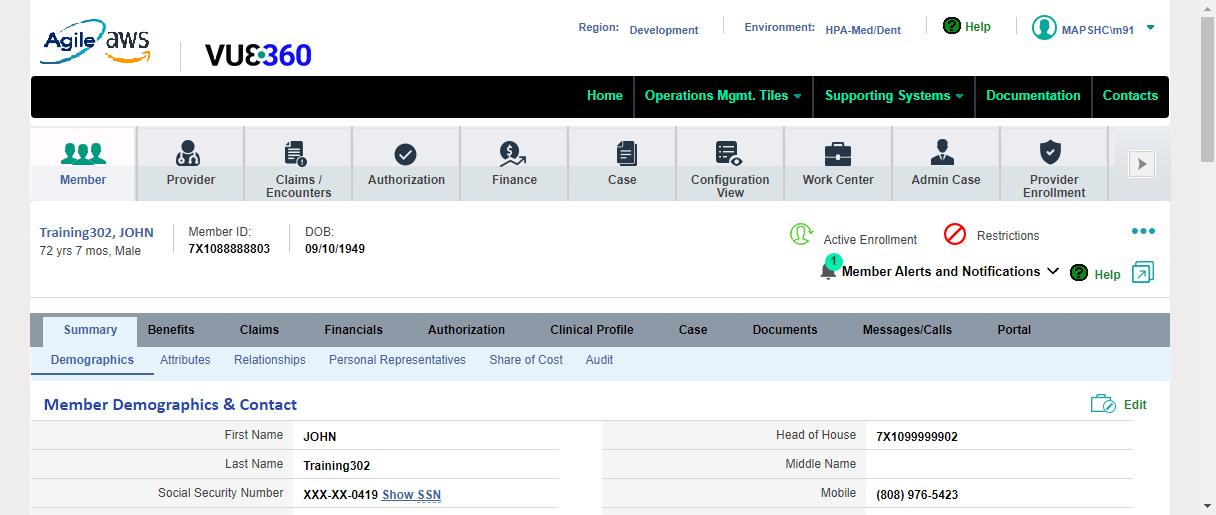 Agile aws
VUE360
Region: Development
Environment: HPA-Med/Dent
? Help
MAPSHC\m91
Home
Operations Mgmt. Tiles
Supporting Systems
Documentation
Contacts
Member
Provider
Claims /
Encounters
Authorization
Finance
Case
Configuration
View
Work Center
Admin Case
Provider
Enrollment
Training302, JOHN
72 yrs 7 mos, Male
Member ID:
7X1088888803
DOB:
09/10/1949
Active Enrollment
Restrictions
1
Member Alerts and Notifications
? Help
Summary
Benefits
Claims
Financials
Authorization
Clinical Profile
Case
Documents
Messages/Calls
Portal
Demographics
Attributes
Relationships
Personal Representatives
Share of Cost
Audit
Member Demographics & Contact
Edit
First Name JOHN
Head of House 7X1099999902
Last Name Training302
Middle Name
Social Security Number XXX-XX-0419 Show SSN
Mobile (808) 976-5423